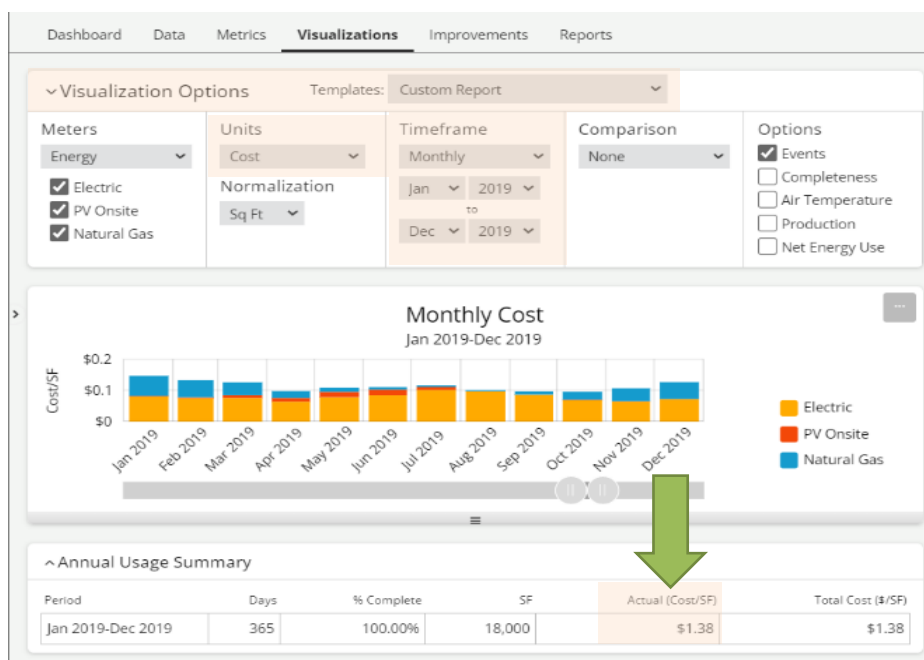 Dashboard Data Metrics Visualizations Improvements Reports
Visualization Options Templates: Custom Report
Meters Units Timeframe Comparison Options
Energy Cost Monthly None Events
Electric Normalization Jan 2019 Completeness
PV Onsite Sq Ft to Air Temperature
Natural Gas Dec 2019 Production
Net Energy Use
Monthly Cost
Jan 2019-Dec 2019
Cost/SF
$0.2
$0.1
$0
Jan 2019 Feb 2019 Mar 2019 Apr 2019 May 2019 Jun 2019 Jul 2019 Aug 2019 Sep 2019 Oct 2019 Nov 2019 Dec 2019
Electric
PV Onsite
Natural Gas
Annual Usage Summary
Period Days % Complete SF Actual (Cost/SF) Total Cost ($/SF)
Jan 2019-Dec 2019 365 100.00% 18,000 $1.38 $1.38